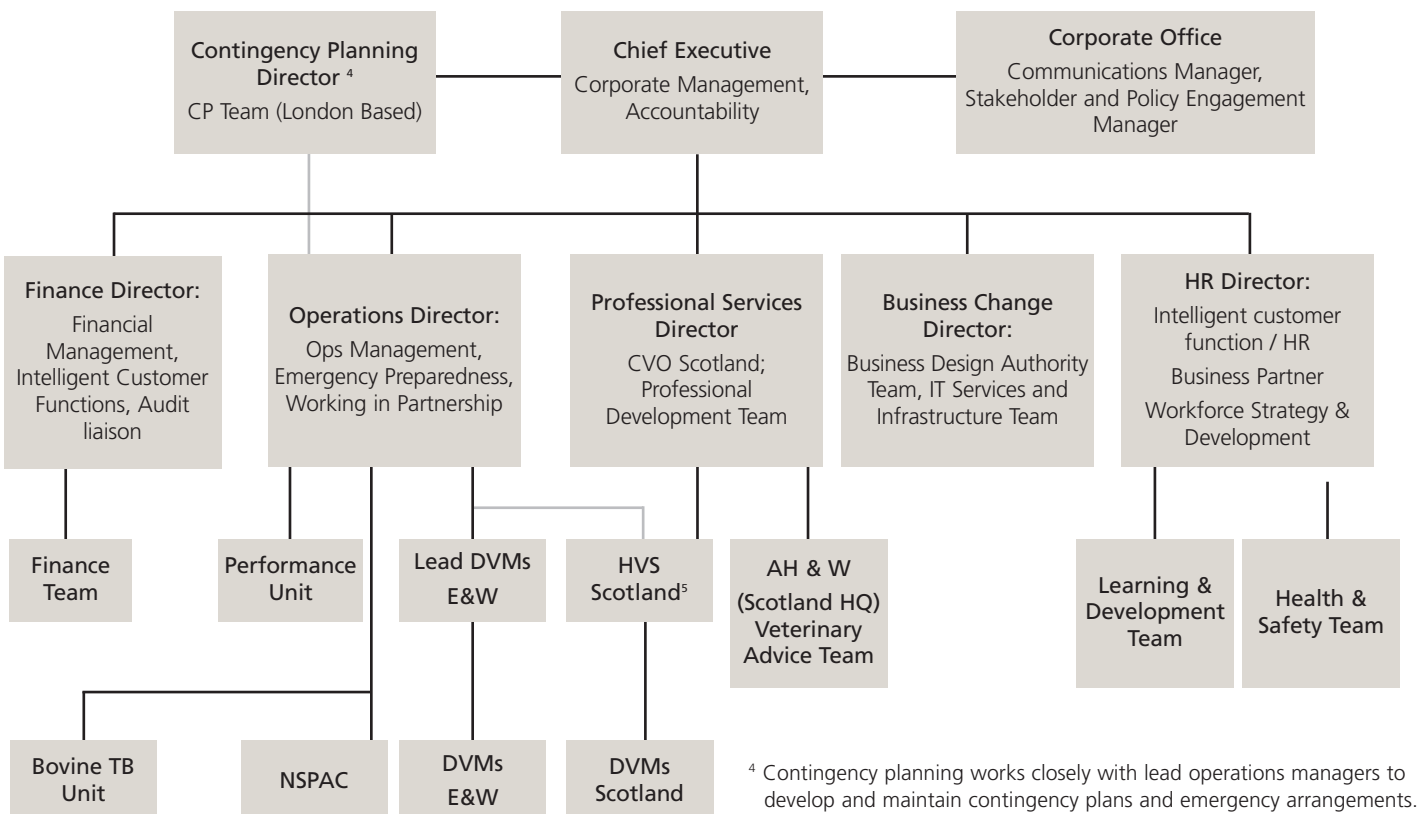 Contingency Planning
Director ⁴
CP Team (London Based)
Chief Executive
Corporate Management,
Accountability
Corporate Office
Communications Manager,
Stakeholder and Policy Engagement
Manager
Finance Director:
Financial
Management,
Intelligent Customer
Functions, Audit
liaison
Operations Director:
Ops Management,
Emergency Preparedness,
Working in Partnership
Professional Services
Director
CVO Scotland;
Professional
Development Team
Business Change
Director:
Business Design Authority
Team, IT Services and
Infrastructure Team
HR Director:
Intelligent customer
function / HR
Business Partner
Workforce Strategy &
Development
Finance
Team
Performance
Unit
Lead DVMs
E&W
HVS
Scotland⁵
AH & W
(Scotland HQ)
Veterinary
Advice Team
Learning &
Development
Team
Health &
Safety Team
Bovine TB
Unit
NSPAC
DVMs
E&W
DVMs
Scotland
⁴ Contingency planning works closely with lead operations managers to
develop and maintain contingency plans and emergency arrangements.